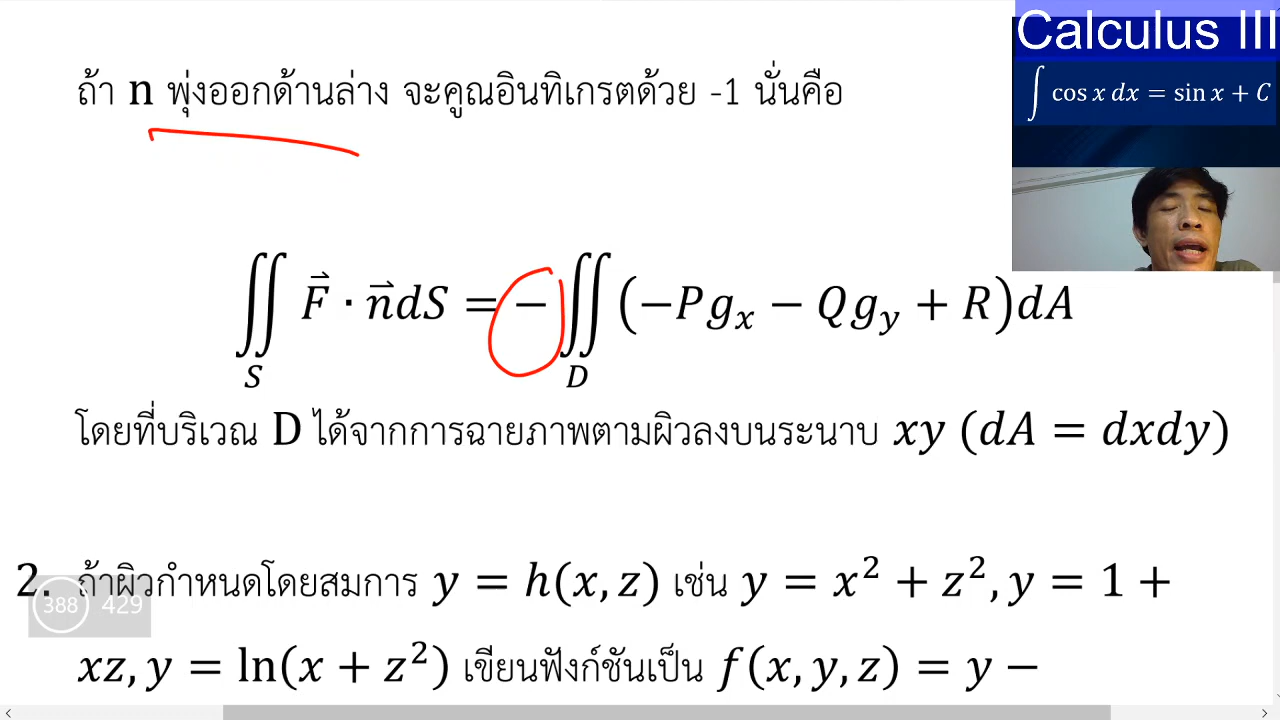 Calculus III
∫ cos x dx = sin x + C
ถ้า n พุ่งออกด้านล่าง จะคูณอินทิเกรตด้วย -1 นั่นคือ
∬_S F⃗ · n⃗ dS = − ∬_D (−Pg_x − Qg_y + R)dA
โดยที่บริเวณ D ได้จากการฉายภาพตามผิวลงบนระนาบ xy (dA = dxdy)
2. ถ้าผิวกำหนดโดยสมการ y = h(x, z) เช่น y = x² + z², y = 1 +
xz, y = ln(x + z²) เขียนฟังก์ชันเป็น f(x, y, z) = y −
388 429